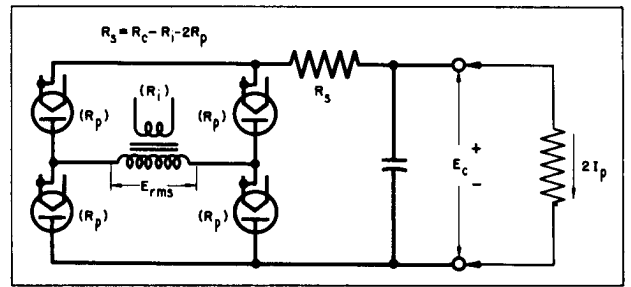 R_s = R_c - R_i - 2R_p
(R_p)
(R_i)
(R_p)
R_s
E_rms
(R_p)
(R_p)
+
E_c
-
2I_p